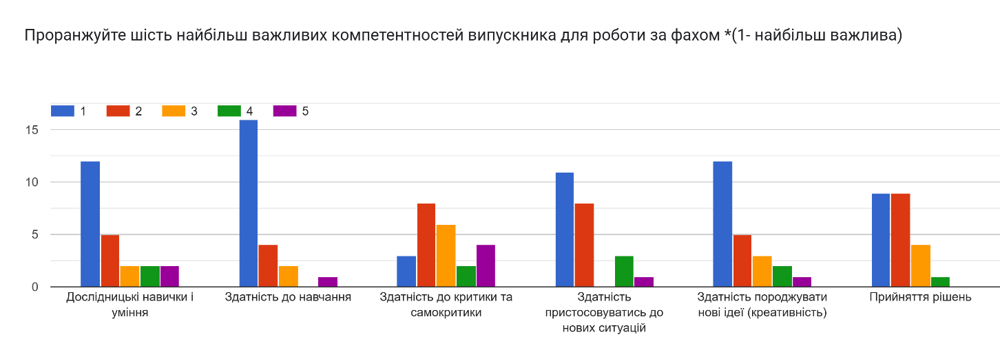 Проранжуйте шість найбільш важливих компетентностей випускника для роботи за фахом *(1- найбільш важлива)
1 2 3 4 5
15
10
5
0
Дослідницькі навички і
уміння
Здатність до навчання
Здатність до критики та
самокритики
Здатність
пристосовуватись до
нових ситуацій
Здатність породжувати
нові ідеї (креативність)
Прийняття рішень